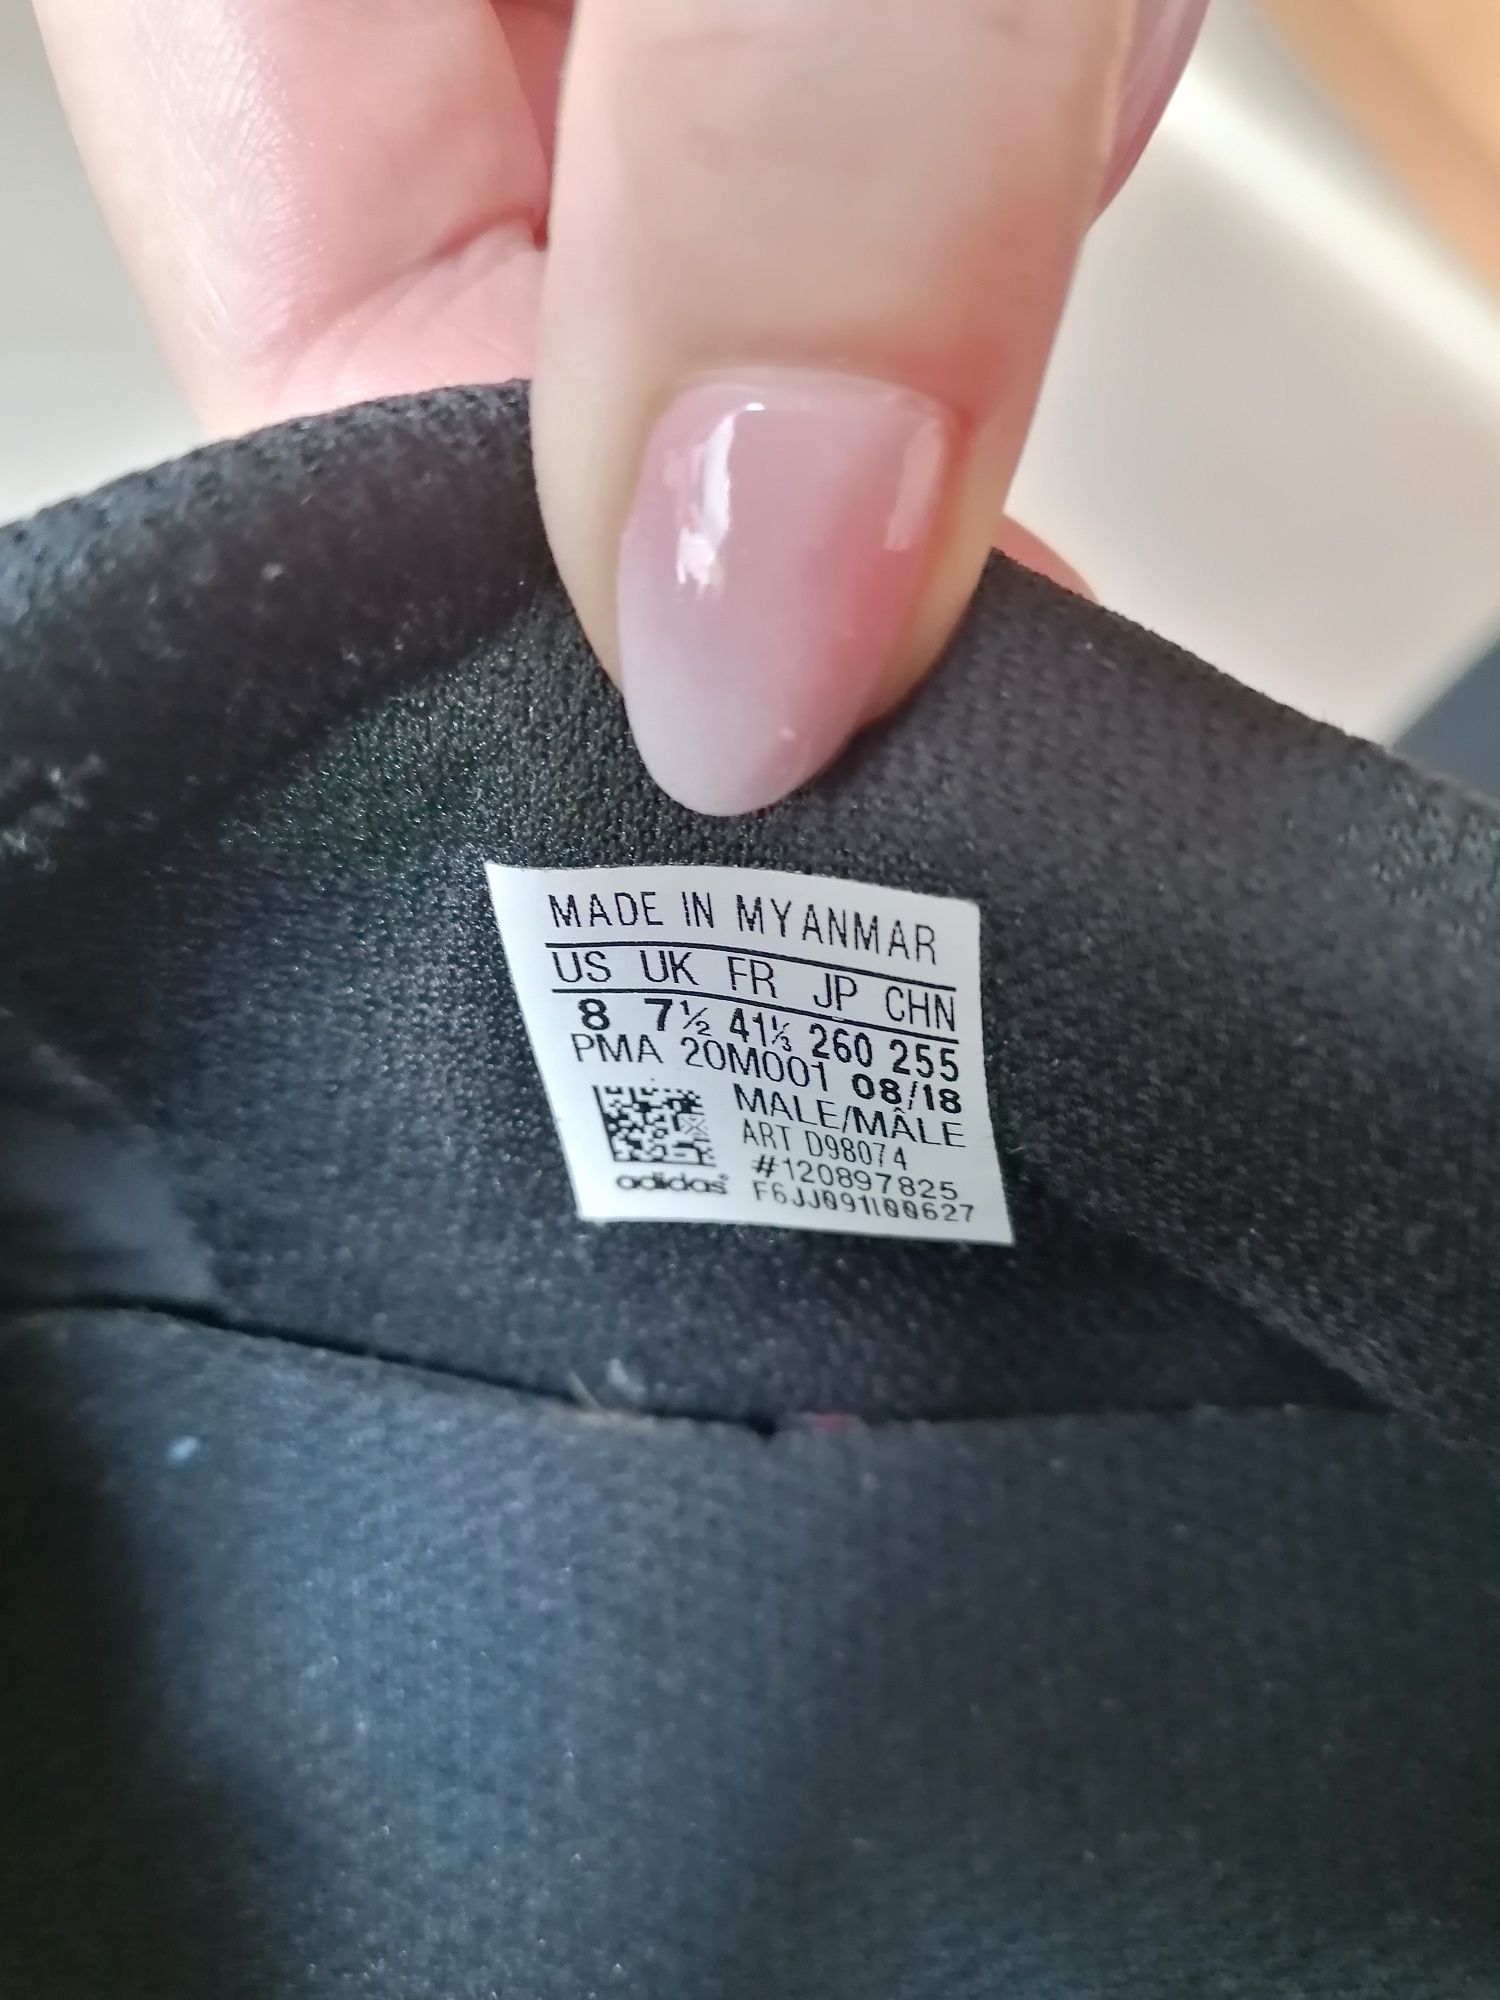 MADE IN MYANMAR
US UK FR JP CHN
8 7½ 41⅓ 260 255
PMA 20M001 08/18
MALE/MÂLE
ART D98074
#120897825
adidas® F6JJ091I00627